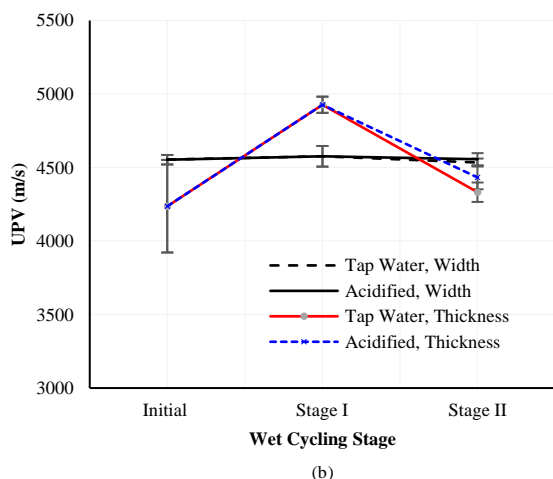 5500
5000
4500
4000
3500
3000
UPV (m/s)
Tap Water, Width
Acidified, Width
Tap Water, Thickness
Acidified, Thickness
Initial Stage I Stage II
Wet Cycling Stage
(b)